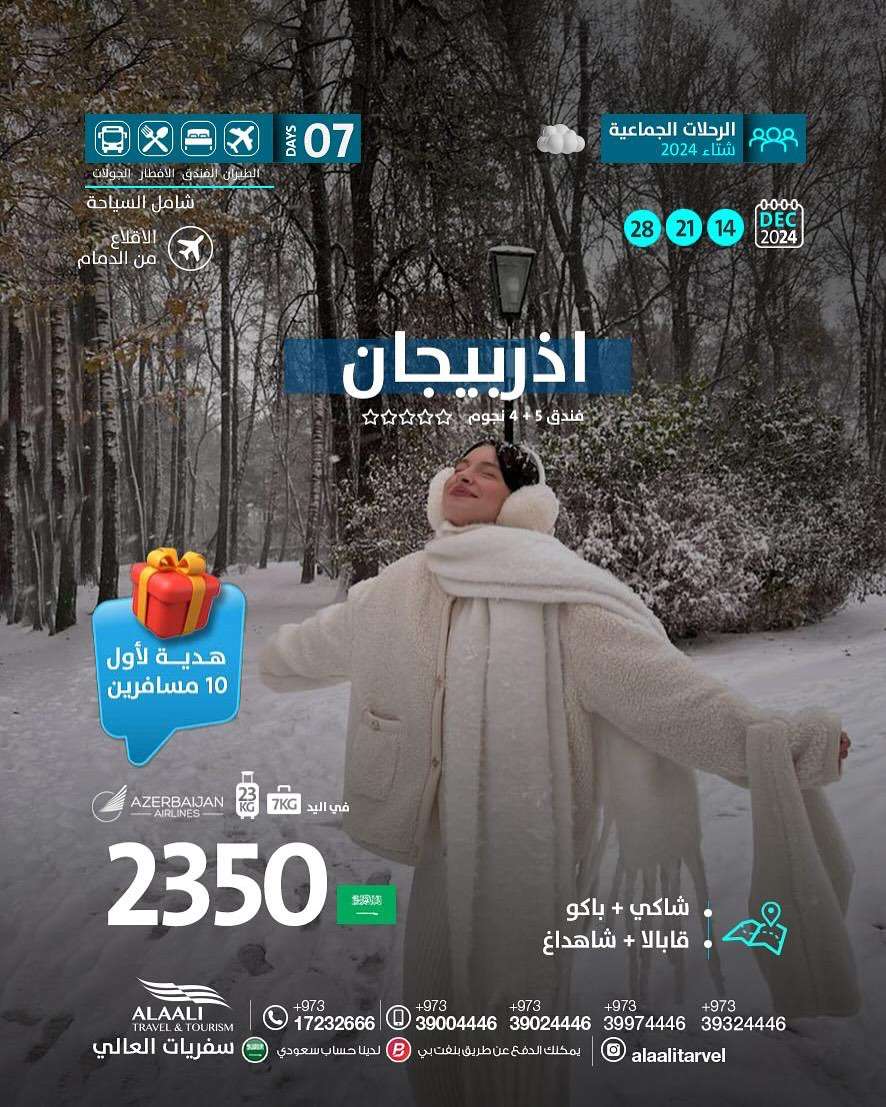 الرحلات الجماعية
شتاء 2024
07 DAYS
الطيران الفندق الافطار الجولات
شامل السياحة
الاقلاع
من الدمام
DEC
2024
14 21 28
اذربيجان
فندق 5 + 4 نجوم
هديــة لأول
10 مسافرين
AZERBAIJAN
AIRLINES
23
KG
7KG
في اليد
2350
شاكي + باكو
قابالا + شاهداغ
ALAALI
TRAVEL & TOURISM
سفريات العالي
+973
17232666
+973
39004446
+973
39024446
+973
39974446
+973
39324446
لدينا حساب سعودي
يمكنك الدفع عن طريق بنفت بي
alaalitarvel